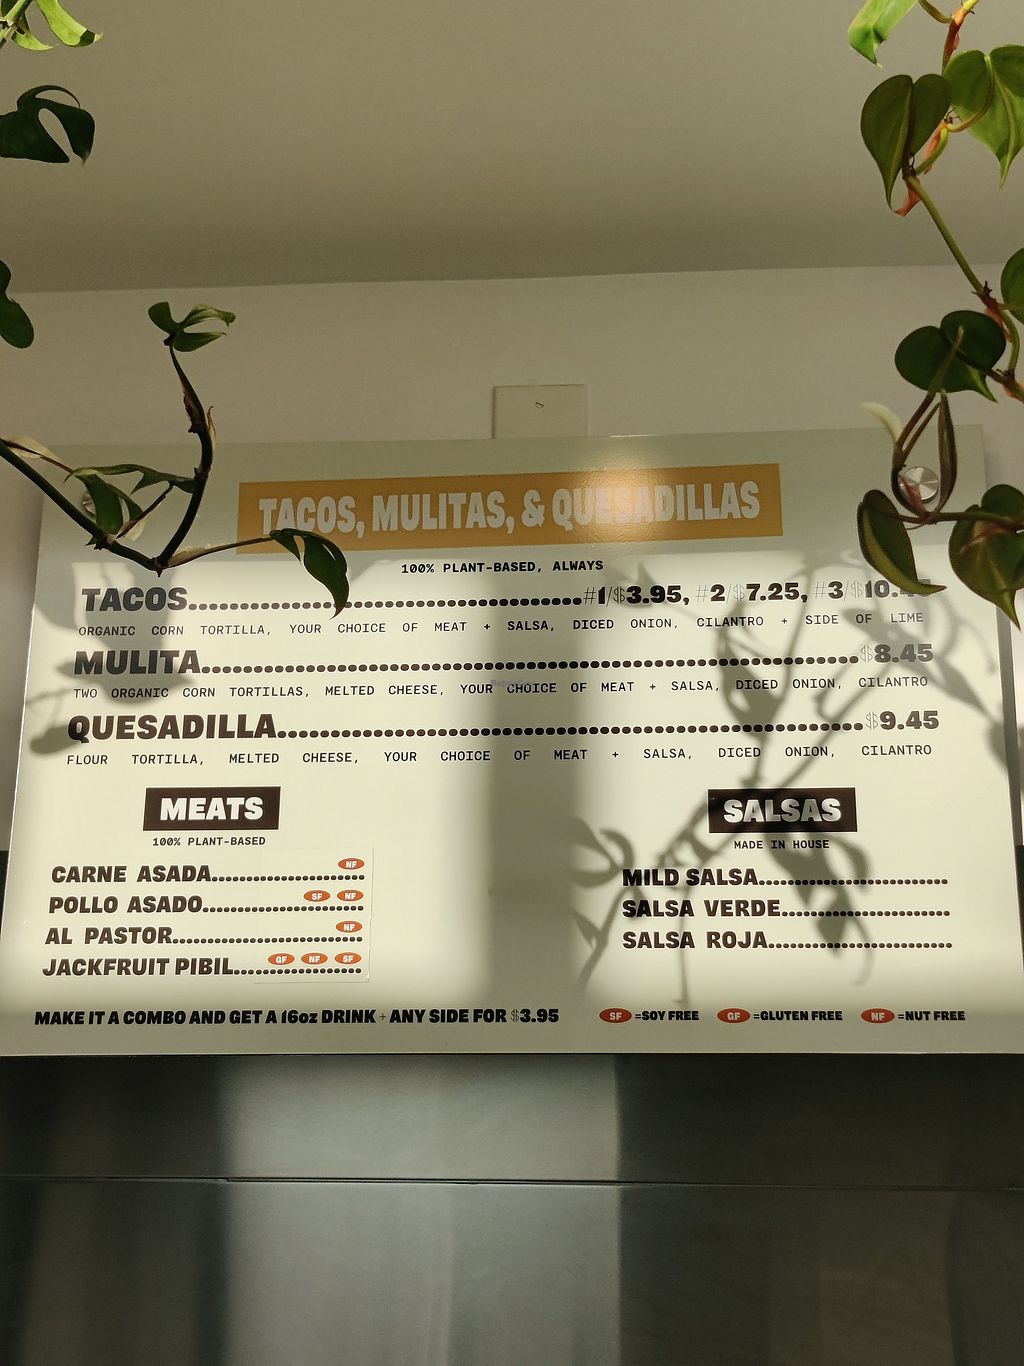 TACOS, MULITAS, & QUESADILLAS
100% PLANT-BASED, ALWAYS
TACOS........................................#1/$3.95, #2/$7.25, #3/$10.45
ORGANIC CORN TORTILLA, YOUR CHOICE OF MEAT + SALSA, DICED ONION, CILANTRO + SIDE OF LIME
MULITA........................................$8.45
TWO ORGANIC CORN TORTILLAS, MELTED CHEESE, YOUR CHOICE OF MEAT + SALSA, DICED ONION, CILANTRO
QUESADILLA........................................$9.45
FLOUR TORTILLA, MELTED CHEESE, YOUR CHOICE OF MEAT + SALSA, DICED ONION, CILANTRO
MEATS
100% PLANT-BASED
CARNE ASADA.................... NF
POLLO ASADO.................... SF NF
AL PASTOR.................... NF
JACKFRUIT PIBIL.................... GF NF SF
SALSAS
MADE IN HOUSE
MILD SALSA....................
SALSA VERDE....................
SALSA ROJA....................
MAKE IT A COMBO AND GET A 16oz DRINK + ANY SIDE FOR $3.95
SF =SOY FREE GF =GLUTEN FREE NF =NUT FREE